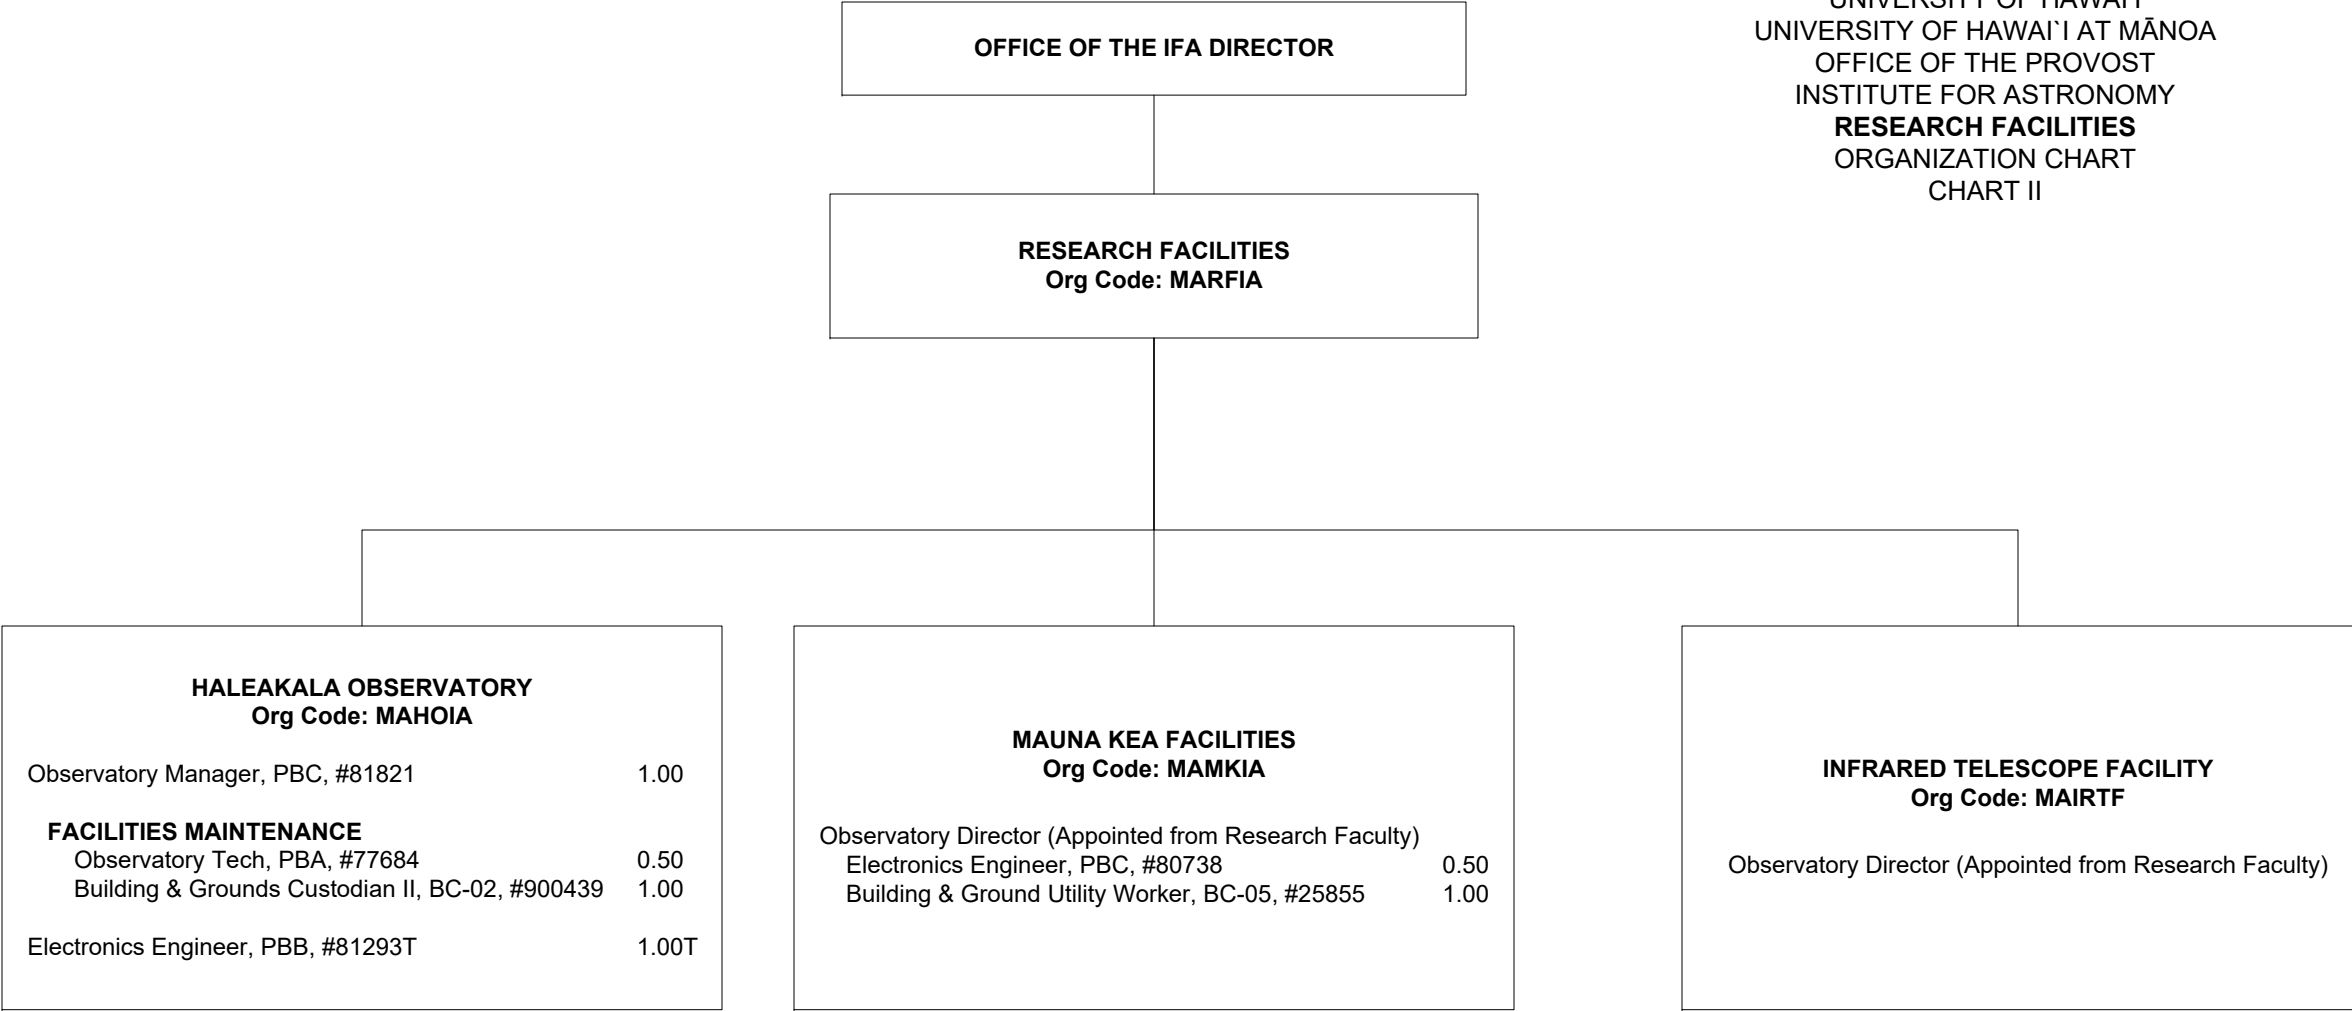 OFFICE OF THE IFA DIRECTOR
UNIVERSITY OF HAWAI`I AT MĀNOA
OFFICE OF THE PROVOST
INSTITUTE FOR ASTRONOMY
RESEARCH FACILITIES
ORGANIZATION CHART
CHART II
RESEARCH FACILITIES
Org Code: MARFIA
HALEAKALA OBSERVATORY
Org Code: MAHOIA
Observatory Manager, PBC, #81821 1.00
FACILITIES MAINTENANCE
Observatory Tech, PBA, #77684 0.50
Building & Grounds Custodian II, BC-02, #900439 1.00
Electronics Engineer, PBB, #81293T 1.00T
MAUNA KEA FACILITIES
Org Code: MAMKIA
Observatory Director (Appointed from Research Faculty)
Electronics Engineer, PBC, #80738 0.50
Building & Ground Utility Worker, BC-05, #25855 1.00
INFRARED TELESCOPE FACILITY
Org Code: MAIRTF
Observatory Director (Appointed from Research Faculty)